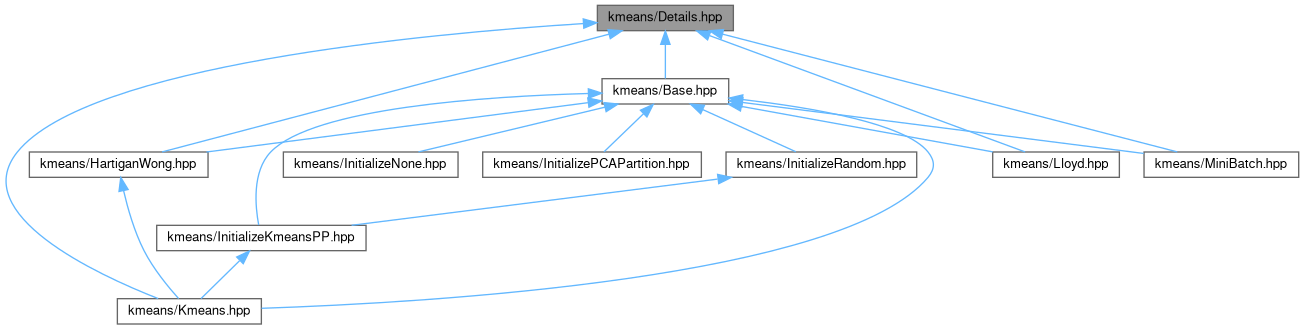 kmeans/Details.hpp
kmeans/Base.hpp
kmeans/HartiganWong.hpp
kmeans/InitializeNone.hpp
kmeans/InitializePCAPartition.hpp
kmeans/InitializeRandom.hpp
kmeans/Lloyd.hpp
kmeans/MiniBatch.hpp
kmeans/InitializeKmeansPP.hpp
kmeans/Kmeans.hpp